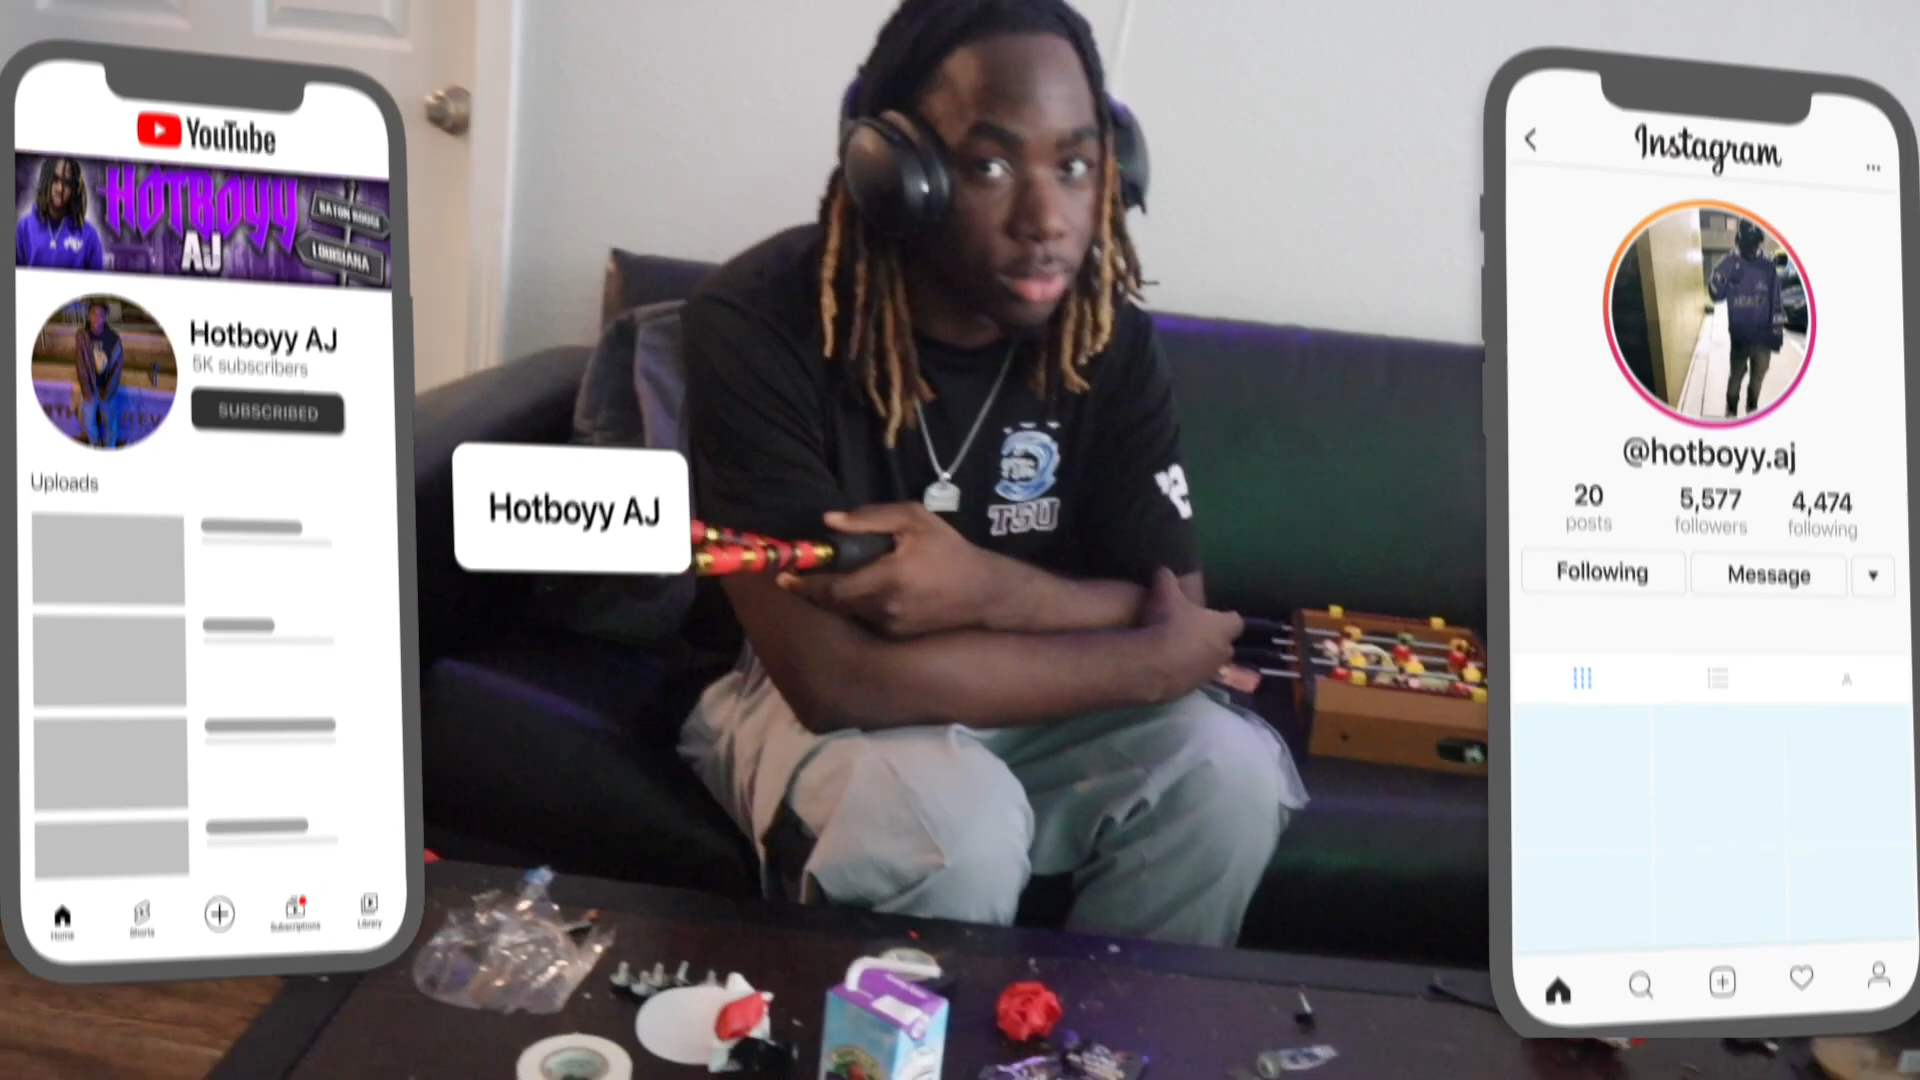 YouTube
HOTBOYY
AJ
BATON ROUGE
LOUISIANA
Hotboyy AJ
5K subscribers
SUBSCRIBED
Uploads
Home
Shorts
Subscriptions
Library
Hotboyy AJ
TSU
Instagram
@hotboyy.aj
20 5,577 4,474
posts followers following
Following Message